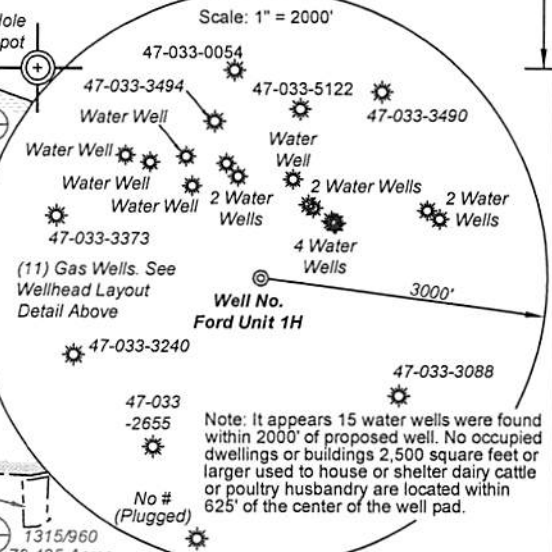 Hole
Scale: 1" = 2000'
47-033-0054
47-033-3494
47-033-5122
47-033-3490
Water Well
Water
Well
Water Well
Water Well
Water Well
2 Water
Wells
2 Water Wells
2 Water
Wells
4 Water
Wells
47-033-3373
(11) Gas Wells. See
Wellhead Layout
Detail Above
Well No.
Ford Unit 1H
3000'
47-033-3240
47-033-3088
47-033
-2655
Note: It appears 15 water wells were found
within 2000' of proposed well. No occupied
dwellings or buildings 2,500 square feet or
larger used to house or shelter dairy cattle
or poultry husbandry are located within
625' of the center of the well pad.
No #
(Plugged)
1315/960